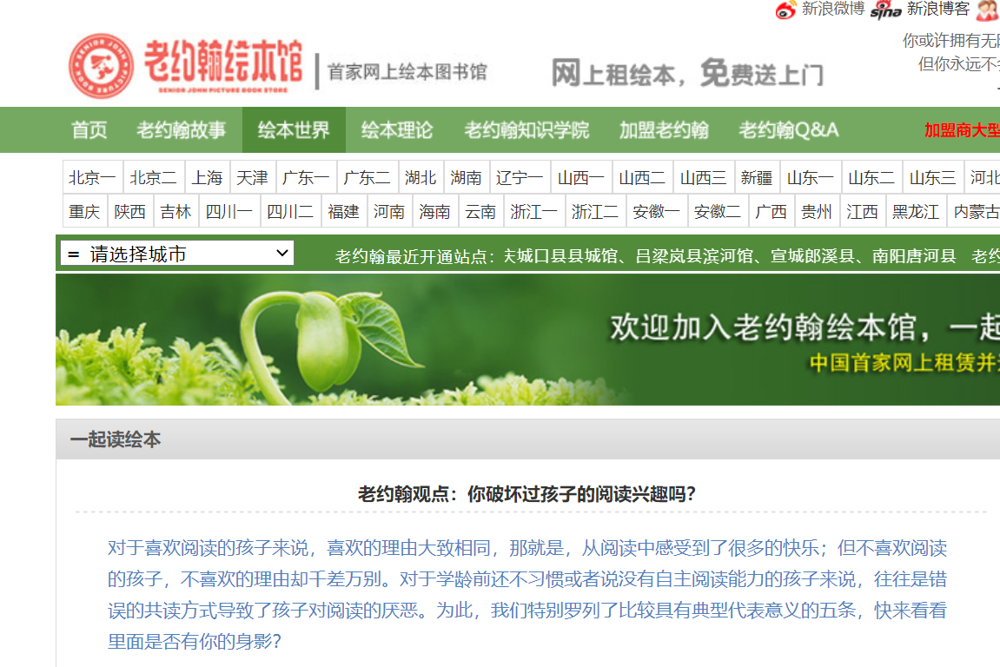 新浪微博 sina 新浪博客
老约翰绘本馆
SENIOR JOHN PICTURE BOOK STORE
首家网上绘本图书馆
网上租绘本，免费送上门
你或许拥有无
但你永远不
首页 老约翰故事 绘本世界 绘本理论 老约翰知识学院 加盟老约翰 老约翰Q&A 加盟商大型
北京一 北京二 上海 天津 广东一 广东二 湖北 湖南 辽宁一 山西一 山西二 山西三 新疆 山东一 山东二 山东三 河北
重庆 陕西 吉林 四川一 四川二 福建 河南 海南 云南 浙江一 浙江二 安徽一 安徽二 广西 贵州 江西 黑龙江 内蒙古
= 请选择城市 老约翰最近开通站点：城口县县城馆、吕梁岚县滨河馆、宣城郎溪县、南阳唐河县 老约
欢迎加入老约翰绘本馆，一起
中国首家网上租赁并
一起读绘本
老约翰观点：你破坏过孩子的阅读兴趣吗？
对于喜欢阅读的孩子来说，喜欢的理由大致相同，那就是，从阅读中感受到了很多的快乐；但不喜欢阅读
的孩子，不喜欢的理由却千差万别。对于学龄前还不习惯或者说没有自主阅读能力的孩子来说，往往是错
误的共读方式导致了孩子对阅读的厌恶。为此，我们特别罗列了比较具有典型代表意义的五条，快来看看
里面是否有你的身影？